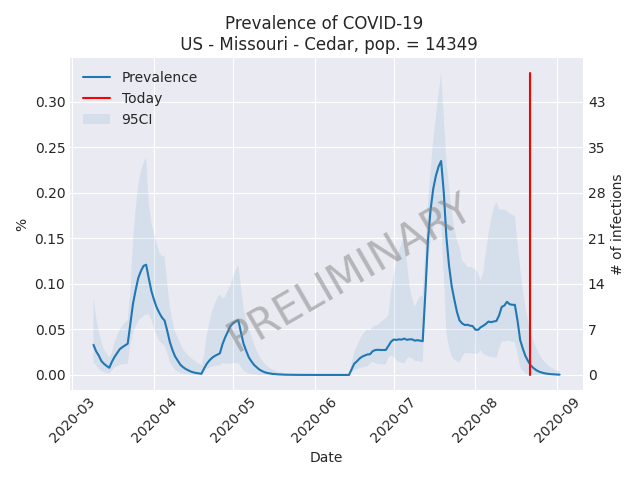 Prevalence of COVID-19
US - Missouri - Cedar, pop. = 14349
Prevalence
Today
95CI
0.30
0.25
0.20
0.15
0.10
0.05
0.00
%
43
35
28
21
14
7
0
# of infections
PRELIMINARY
2020-03
2020-04
2020-05
2020-06
2020-07
2020-08
2020-09
Date